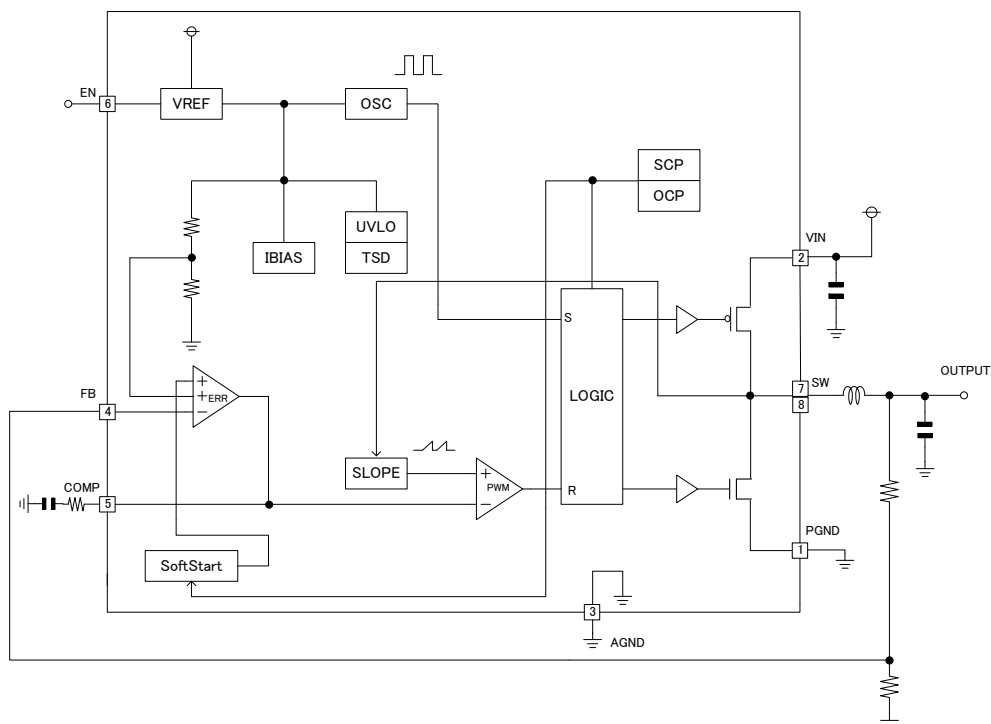 EN
6
VREF
OSC
SCP
OCP
UVLO
TSD
IBIAS
VIN
2
S
LOGIC
R
FB
4
+
+
−
ERR
SW
7
8
OUTPUT
SLOPE
+
−
PWM
COMP
5
SoftStart
PGND
1
3
AGND